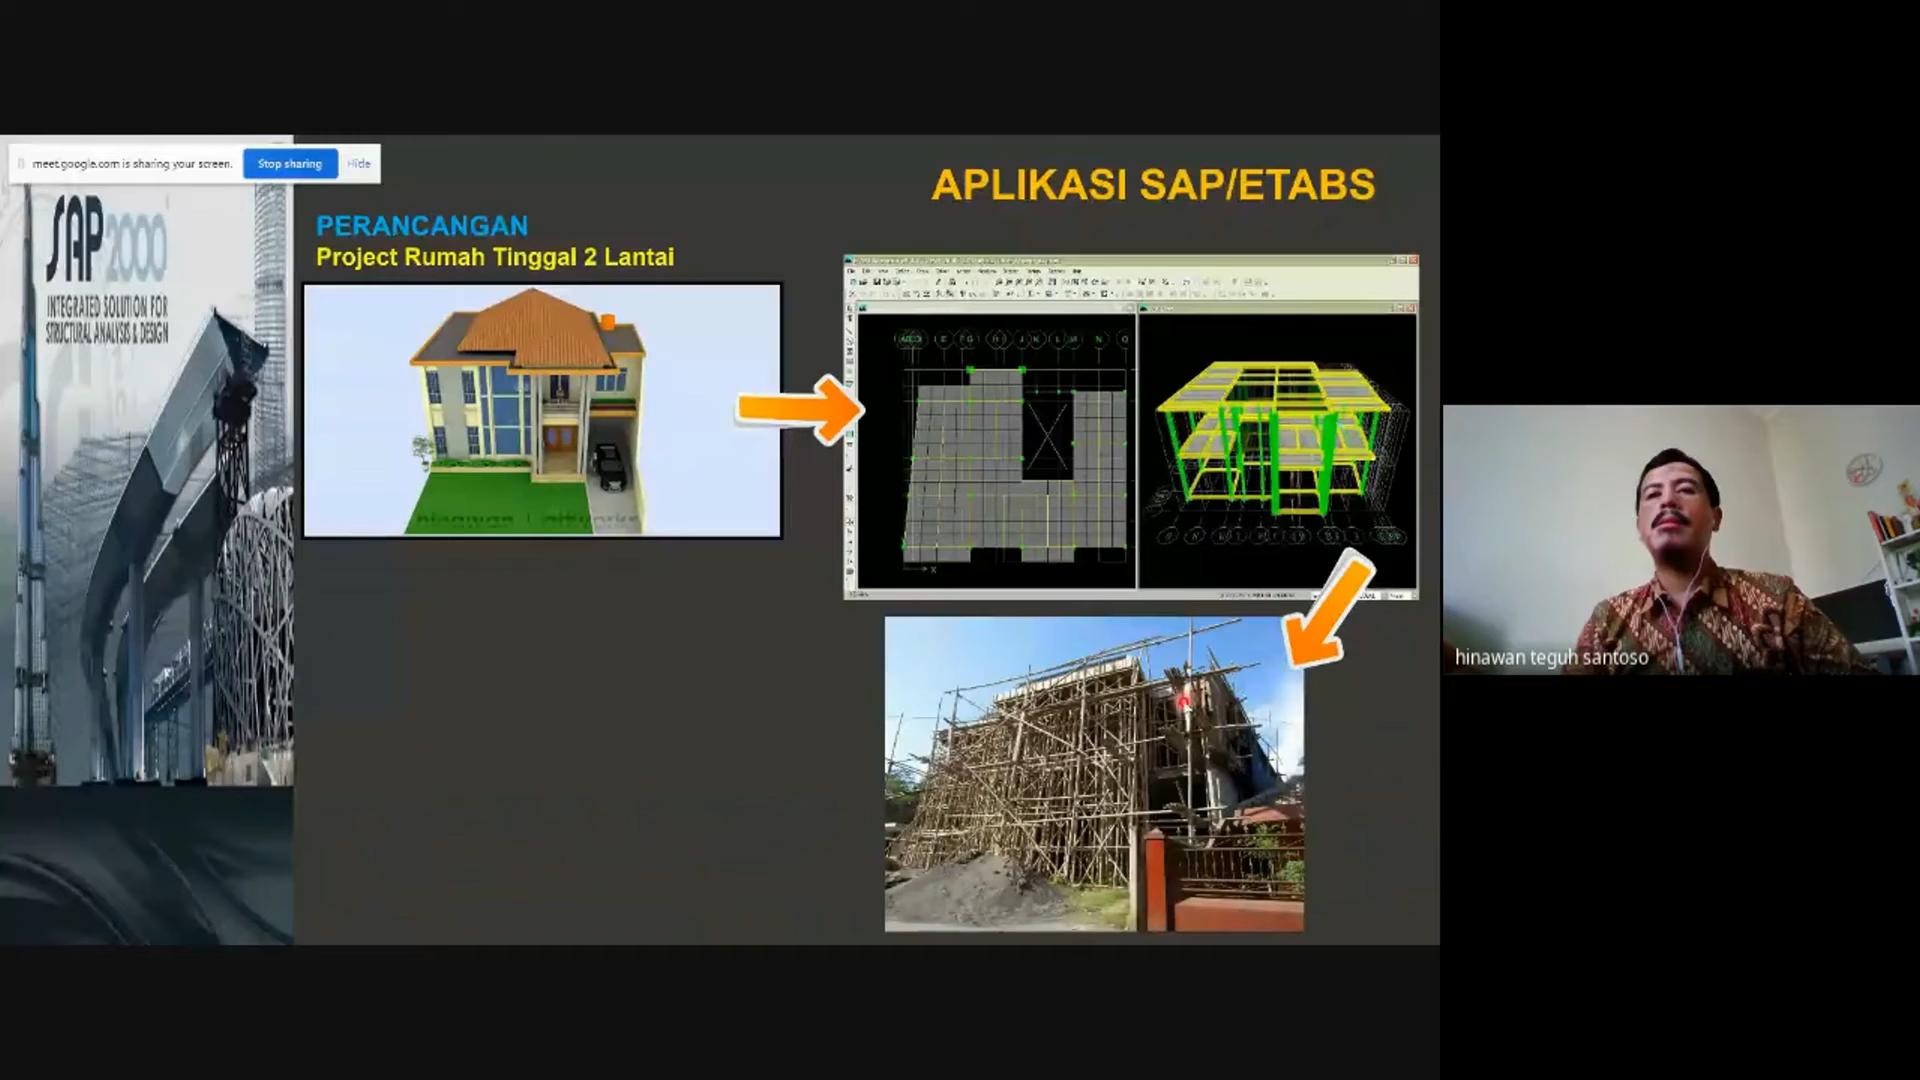 meet.google.com is sharing your screen.
Stop sharing
Hide
SAP2000
INTEGRATED SOLUTION FOR
STRUCTURAL ANALYSIS & DESIGN
APLIKASI SAP/ETABS
PERANCANGAN
Project Rumah Tinggal 2 Lantai
hinawan teguh santoso